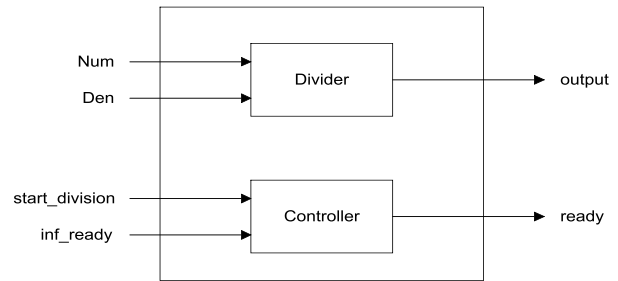 Num
Den
Divider
output
start_division
inf_ready
Controller
ready